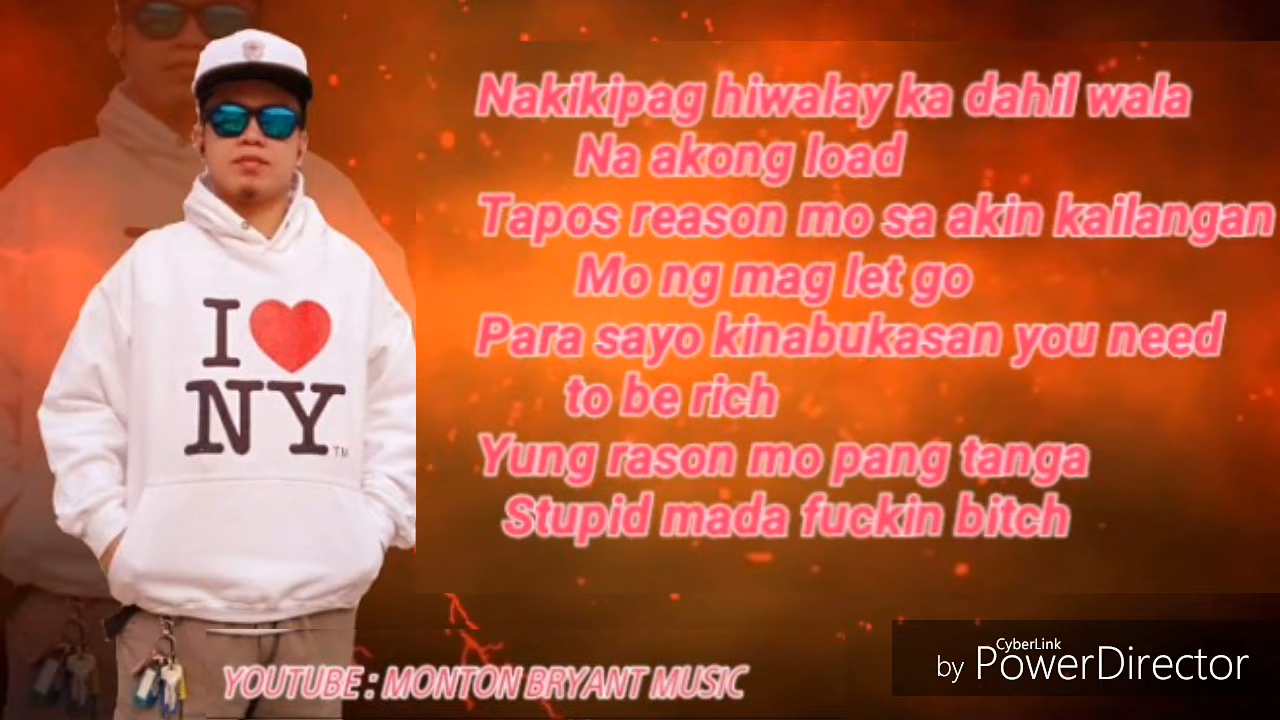 Nakikipag hiwalay ka dahil wala
Na akong load
Tapos reason mo sa akin kailangan
Mo ng mag let go
Para sayo kinabukasan you need
to be rich
Yung rason mo pang tanga
Stupid mada fuckin bitch
I
NY
TM
YOUTUBE : MONTON BRYANT MUSIC
by CyberLink PowerDirector